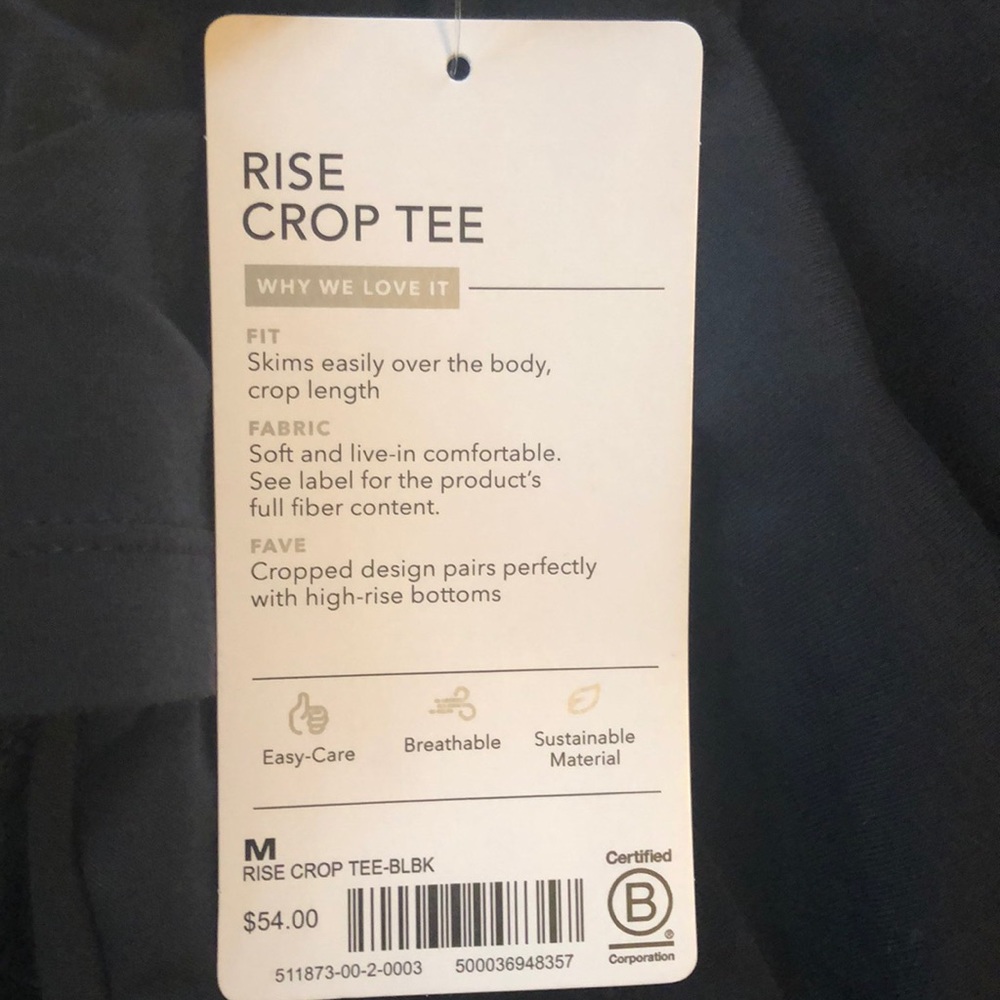 RISE
CROP TEE
WHY WE LOVE IT
FIT
Skims easily over the body,
crop length
FABRIC
Soft and live-in comfortable.
See label for the product's
full fiber content.
FAVE
Cropped design pairs perfectly
with high-rise bottoms
Easy-Care
Breathable
Sustainable
Material
M
RISE CROP TEE-BLBK
$54.00
511873-00-2-0003 500036948357
Certified
B
®
Corporation